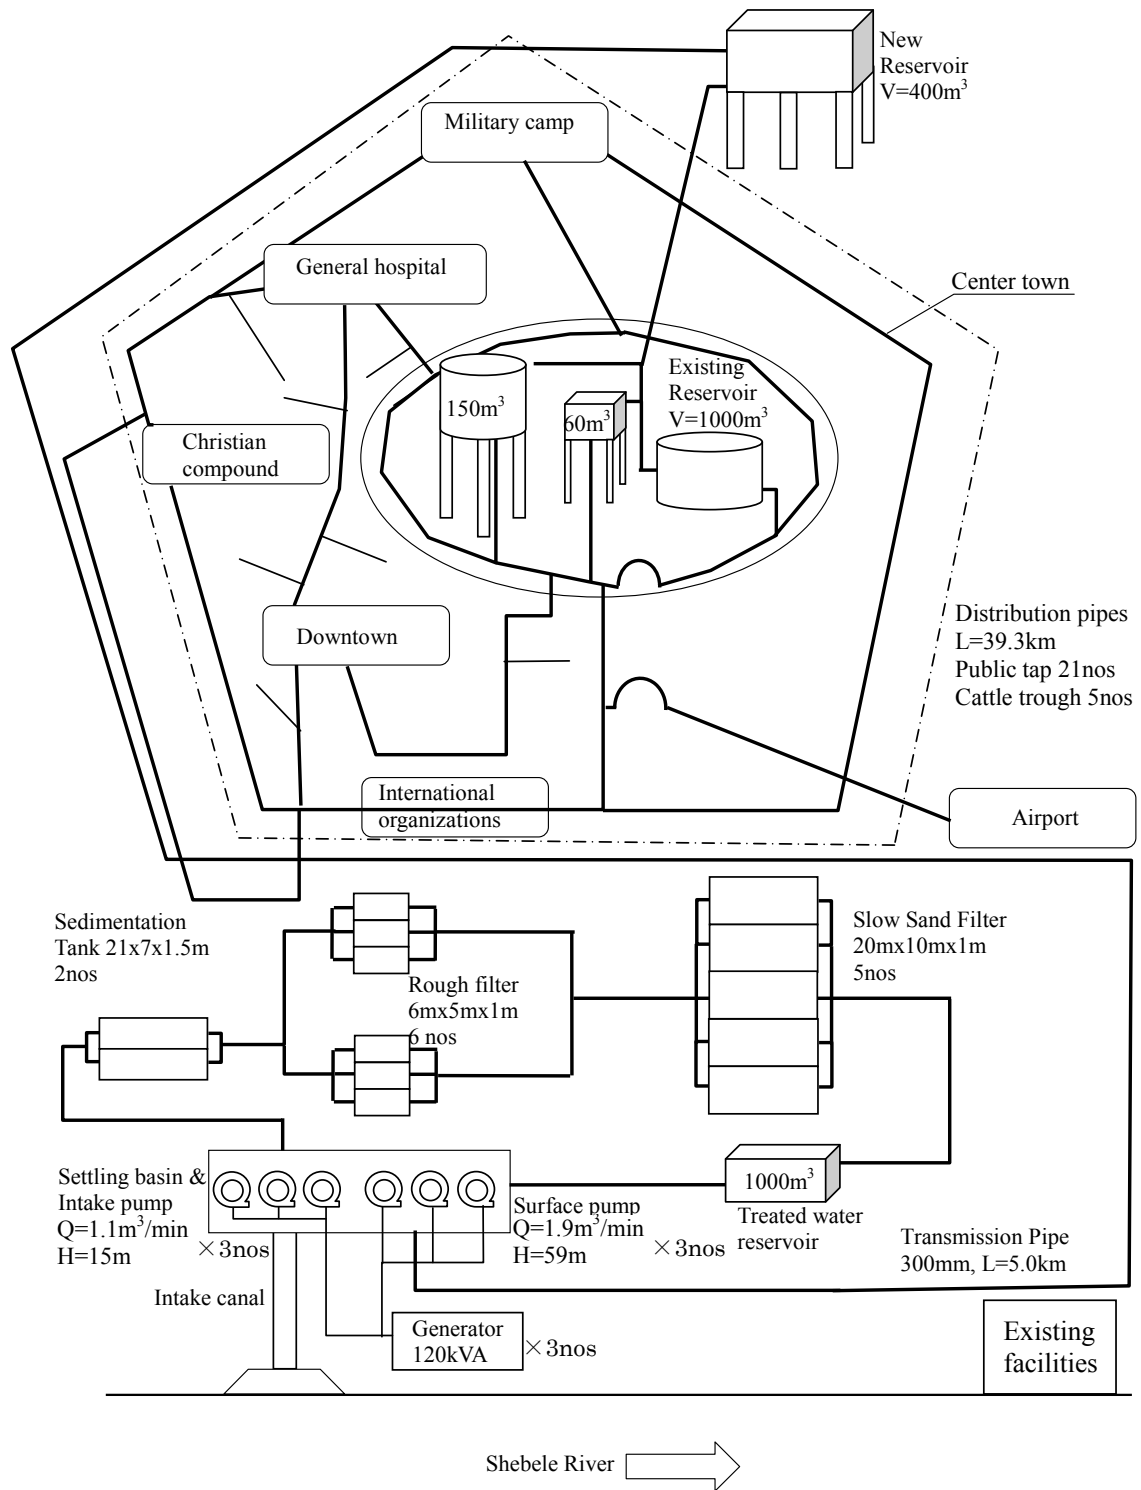 New
Reservoir
V=400m³
Military camp
General hospital
Center town
Existing
Reservoir
V=1000m³
150m³
60m³
Christian
compound
Downtown
Distribution pipes
L=39.3km
Public tap 21nos
Cattle trough 5nos
International
organizations
Airport
Sedimentation
Tank 21x7x1.5m
2nos
Rough filter
6mx5mx1m
6 nos
Slow Sand Filter
20mx10mx1m
5nos
Settling basin &
Intake pump
Q=1.1m³/min
H=15m
×3nos
Surface pump
Q=1.9m³/min
H=59m
×3nos
1000m³
Treated water
reservoir
Transmission Pipe
300mm, L=5.0km
Intake canal
Generator
120kVA
×3nos
Existing
facilities
Shebele River